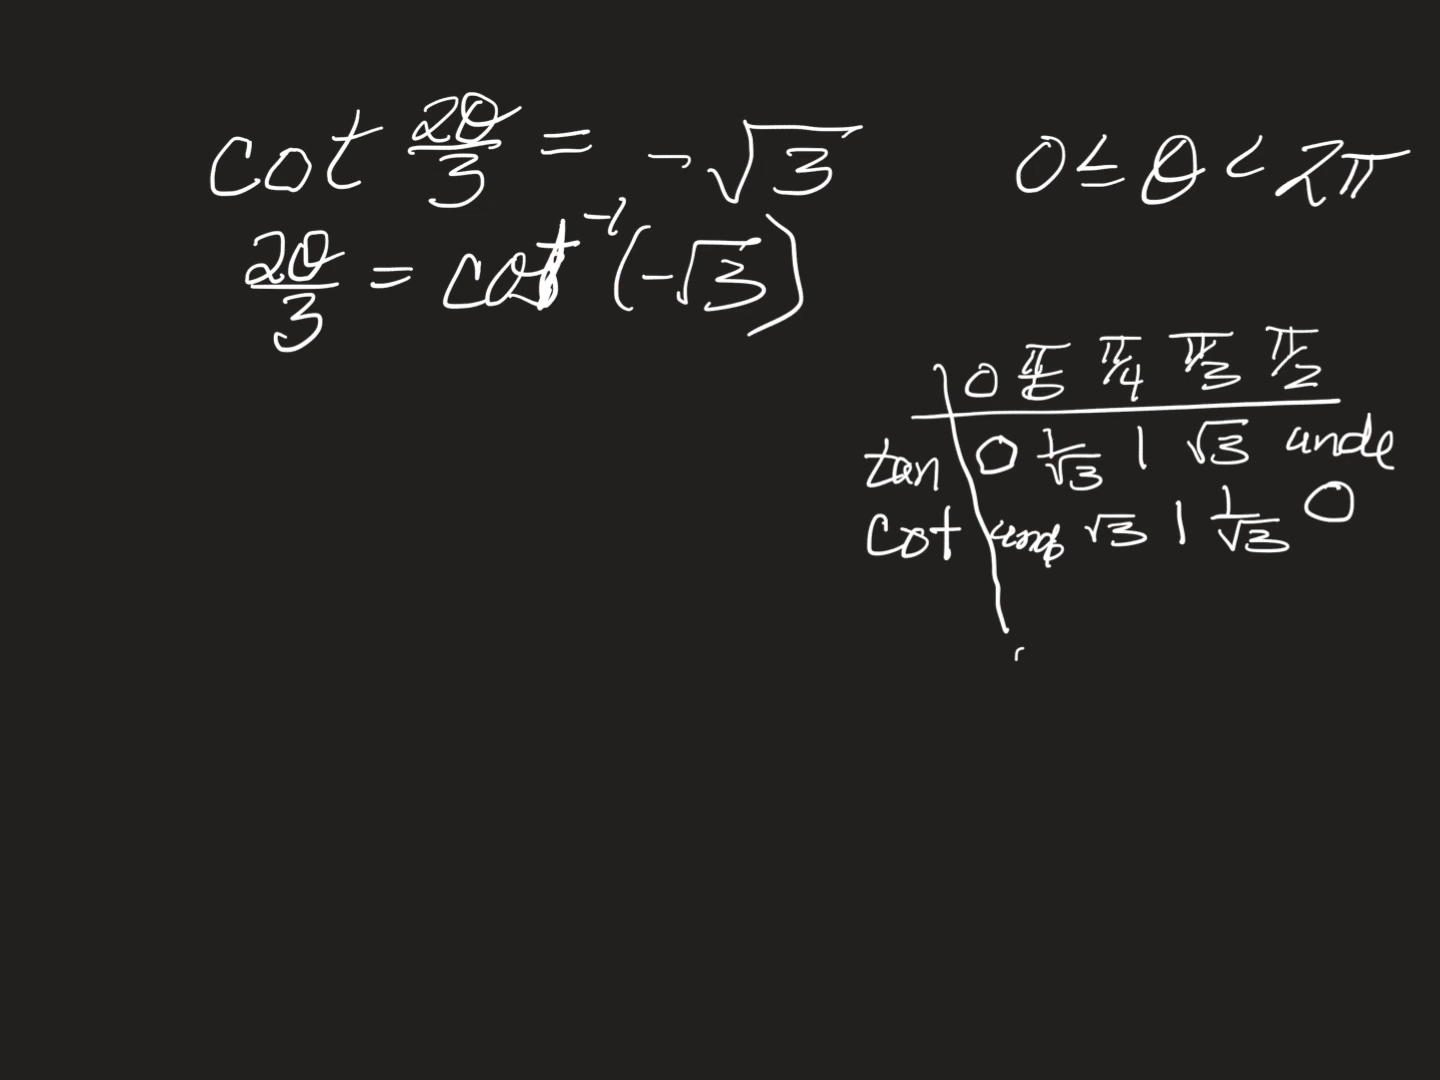 cot 2θ/3 = -√3 0 ≤ θ < 2π
2θ/3 = cot⁻¹(-√3)
0 π/6 π/4 π/3 π/2
tan 0 1/√3 1 √3 unde
cot und √3 1 1/√3 0